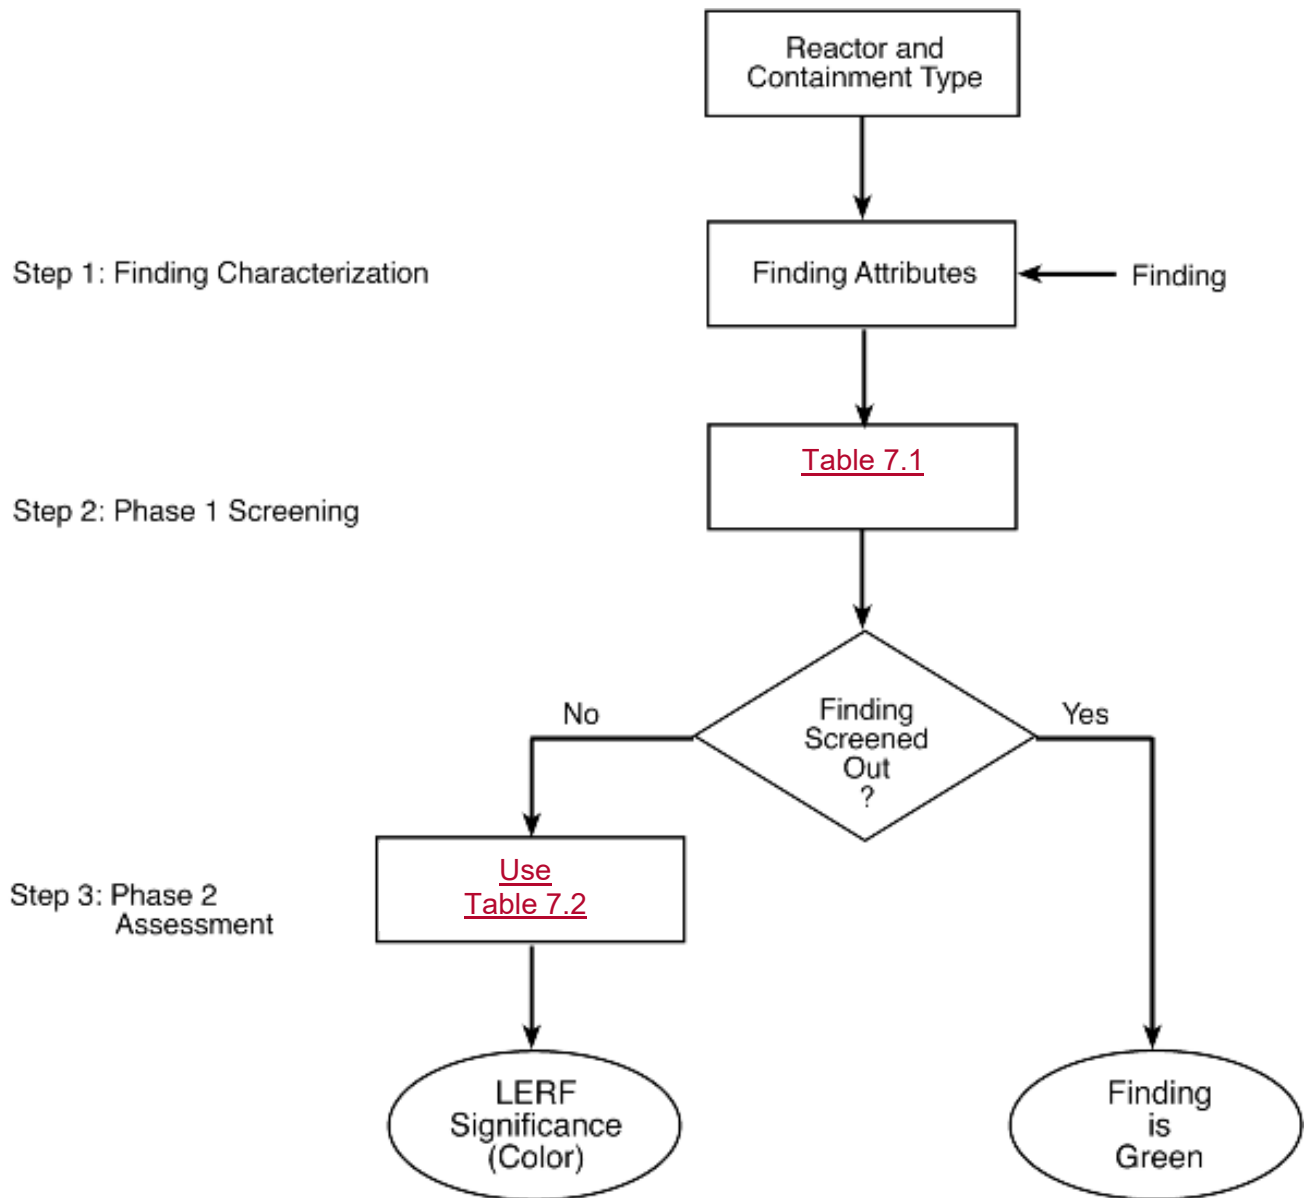 Reactor and
Containment Type
Step 1: Finding Characterization
Finding Attributes
Finding
Table 7.1
Step 2: Phase 1 Screening
No
Yes
Finding
Screened
Out
?
Use
Table 7.2
Step 3: Phase 2
Assessment
LERF
Significance
(Color)
Finding
is
Green